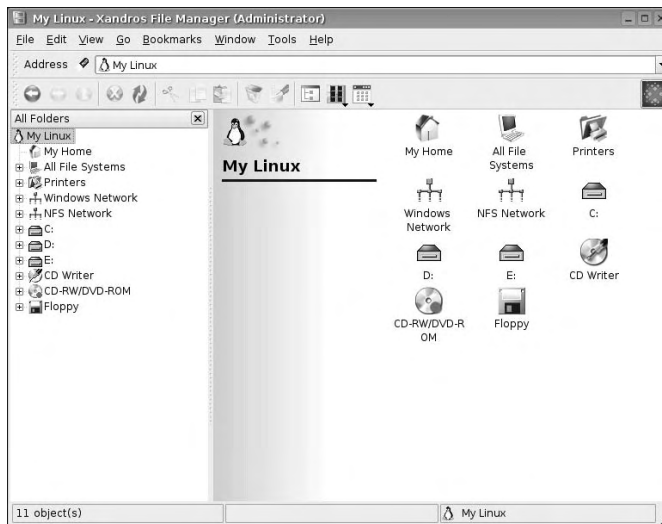 My Linux - Xandros File Manager (Administrator)
File Edit View Go Bookmarks Window Tools Help
Address My Linux
All Folders
My Linux
My Home
All File Systems
Printers
Windows Network
NFS Network
C:
D:
E:
CD Writer
CD-RW/DVD-ROM
Floppy
My Linux
My Home
All File
Systems
Printers
Windows
Network
NFS Network
C:
D:
E:
CD Writer
CD-RW/DVD-R
OM
Floppy
11 object(s)
My Linux